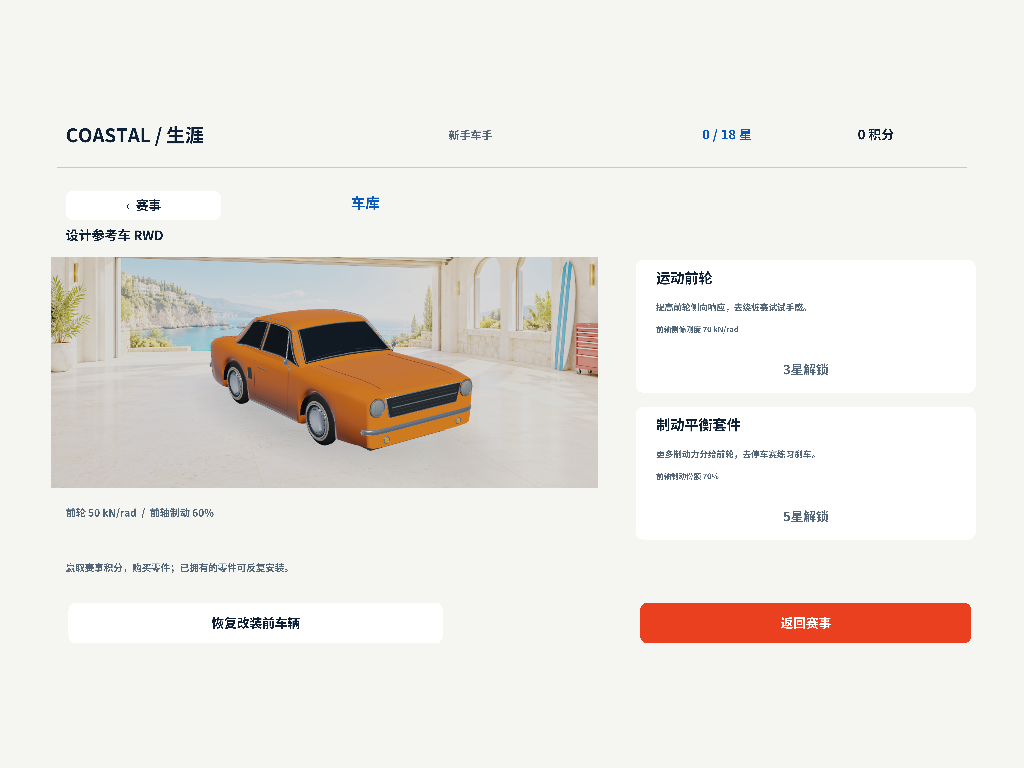 COASTAL / 生涯
新手车手
0 / 18 星
0 积分
‹ 赛事
车库
设计参考车 RWD
运动前轮
提高前轮侧向响应，去绕桩赛试试手感。
前轴侧偏刚度 70 kN/rad
3星解锁
制动平衡套件
更多制动力分给前轮，去停车赛练习刹车。
前轴制动份额 70%
5星解锁
前轮 50 kN/rad / 前轴制动 60%
赢取赛事积分，购买零件；已拥有的零件可反复安装。
恢复改装前车辆
返回赛事